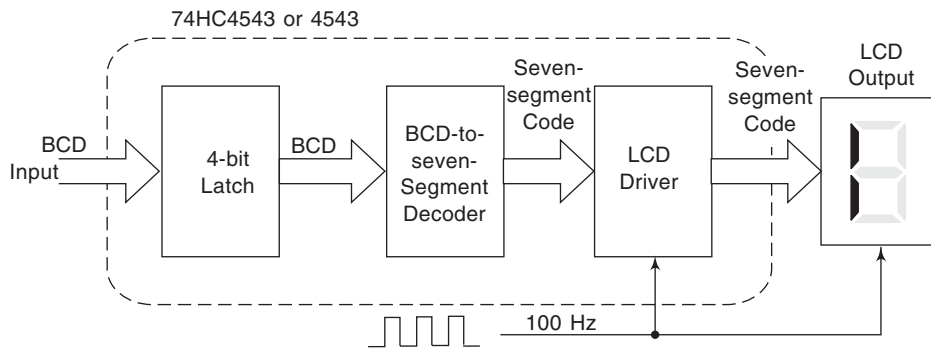 74HC4543 or 4543
BCD
Input
4-bit
Latch
BCD
BCD-to-
seven-
Segment
Decoder
Seven-
segment
Code
LCD
Driver
Seven-
segment
Code
LCD
Output
100 Hz